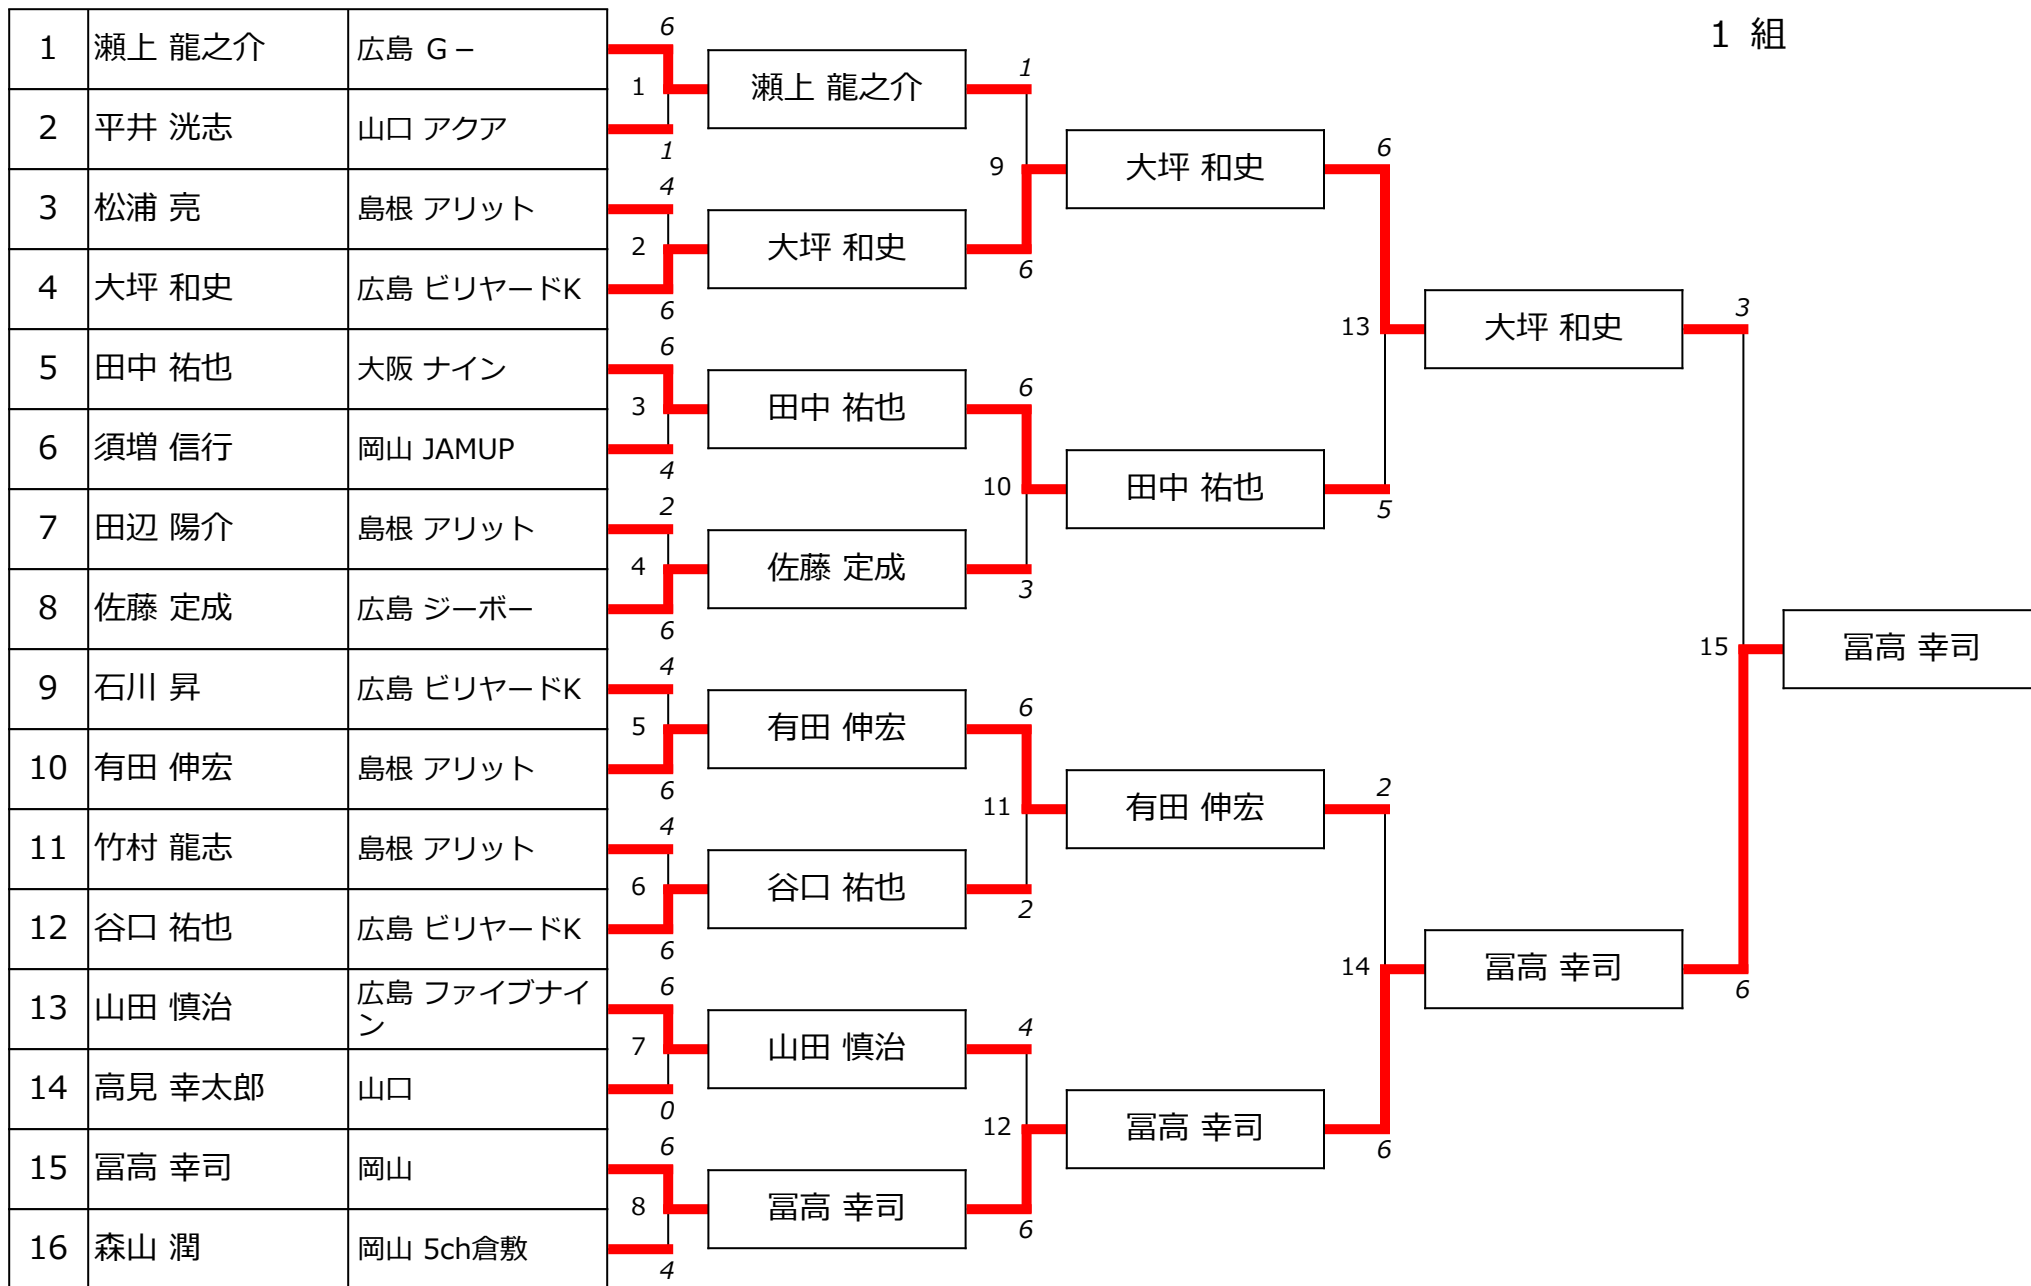 1 組
1 瀬上 龍之介 広島 G－
2 平井 洸志 山口 アクア
3 松浦 亮 島根 アリット
4 大坪 和史 広島 ビリヤードK
5 田中 祐也 大阪 ナイン
6 須増 信行 岡山 JAMUP
7 田辺 陽介 島根 アリット
8 佐藤 定成 広島 ジーボー
9 石川 昇 広島 ビリヤードK
10 有田 伸宏 島根 アリット
11 竹村 龍志 島根 アリット
12 谷口 祐也 広島 ビリヤードK
13 山田 慎治 広島 ファイブナイ
ン
14 高見 幸太郎 山口
15 冨高 幸司 岡山
16 森山 潤 岡山 5ch倉敷
6
1
1
4
2
6
6
3
4
2
4
6
4
5
6
4
6
6
6
7
0
6
8
4
瀬上 龍之介
大坪 和史
田中 祐也
佐藤 定成
有田 伸宏
谷口 祐也
山田 慎治
冨高 幸司
1
9
6
6
10
3
6
11
2
4
12
6
大坪 和史
田中 祐也
有田 伸宏
冨高 幸司
6
13
5
2
14
6
大坪 和史
冨高 幸司
3
15
6
冨高 幸司